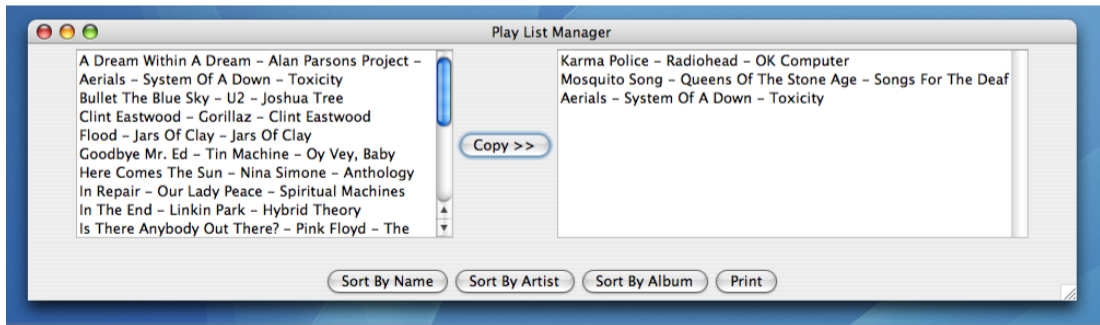 Play List Manager
A Dream Within A Dream – Alan Parsons Project –
Aerials – System Of A Down – Toxicity
Bullet The Blue Sky – U2 – Joshua Tree
Clint Eastwood – Gorillaz – Clint Eastwood
Flood – Jars Of Clay – Jars Of Clay
Goodbye Mr. Ed – Tin Machine – Oy Vey, Baby
Here Comes The Sun – Nina Simone – Anthology
In Repair – Our Lady Peace – Spiritual Machines
In The End – Linkin Park – Hybrid Theory
Is There Anybody Out There? – Pink Floyd – The
Copy >>
Karma Police – Radiohead – OK Computer
Mosquito Song – Queens Of The Stone Age – Songs For The Deaf
Aerials – System Of A Down – Toxicity
Sort By Name
Sort By Artist
Sort By Album
Print